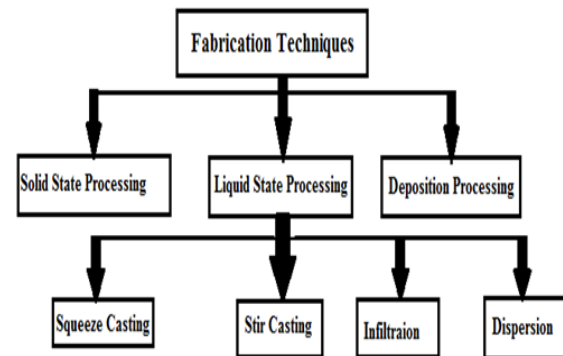 Fabrication Techniques
Solid State Processing
Liquid State Processing
Deposition Processing
Squeeze Casting
Stir Casting
Infiltraion
Dispersion